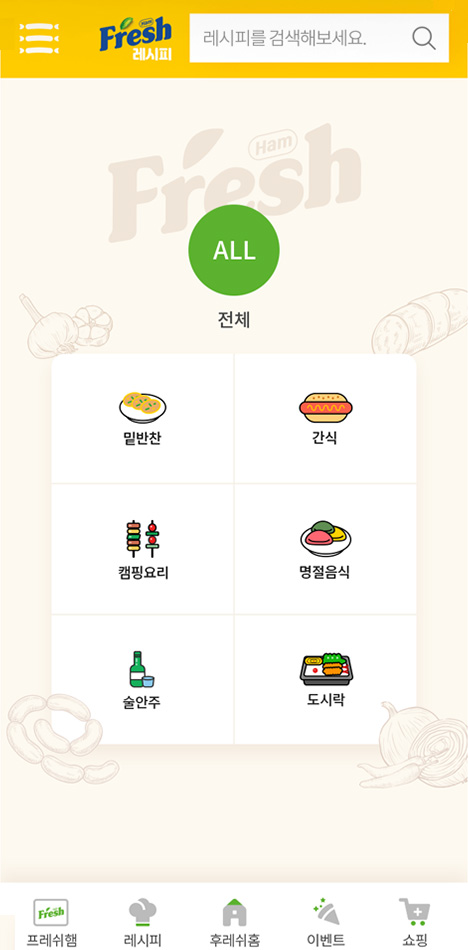 Ham
Fresh
레시피
레시피를 검색해보세요.
Ham
Fresh
ALL
전체
밑반찬
간식
캠핑요리
명절음식
술안주
도시락
Fresh
프레쉬햄
레시피
후레쉬홈
이벤트
쇼핑